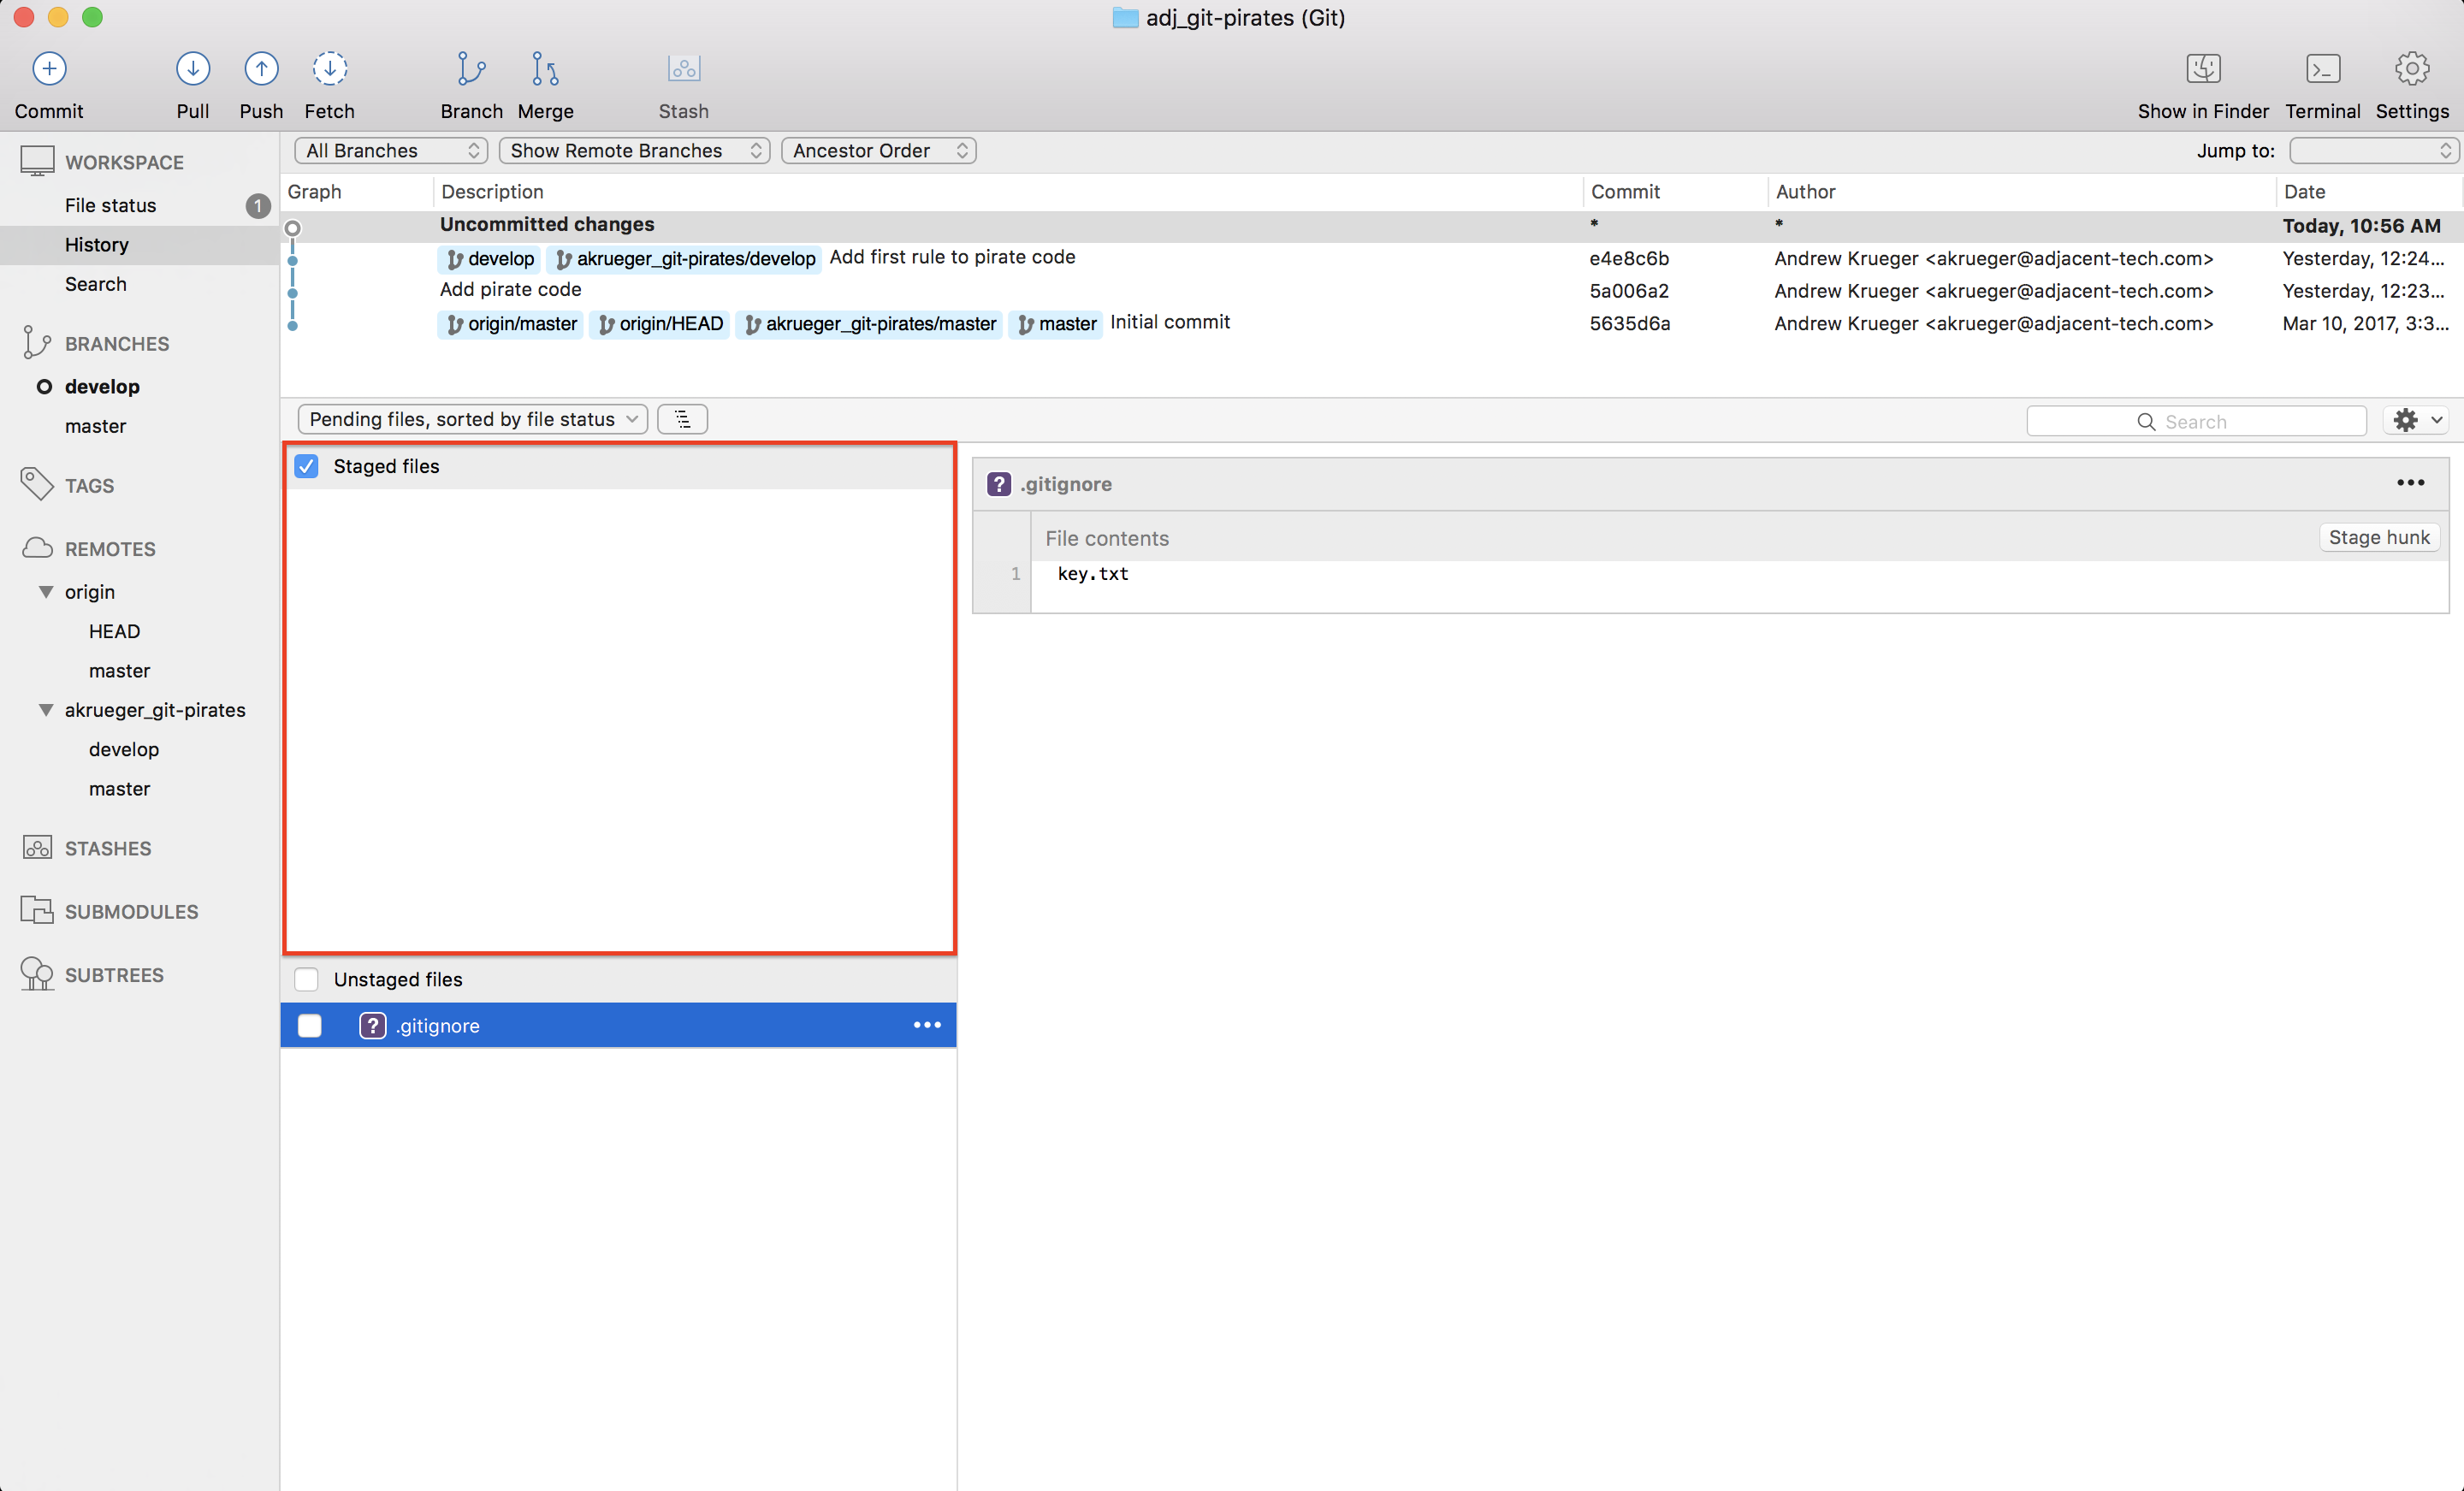 adj_git-pirates (Git)
Commit Pull Push Fetch Branch Merge Stash Show in Finder Terminal Settings
WORKSPACE
File status 1
History
Search
BRANCHES
develop
master
TAGS
REMOTES
origin
HEAD
master
akrueger_git-pirates
develop
master
STASHES
SUBMODULES
SUBTREES
All Branches Show Remote Branches Ancestor Order Jump to:
Graph Description Commit Author Date
Uncommitted changes * * Today, 10:56 AM
develop akrueger_git-pirates/develop Add first rule to pirate code e4e8c6b Andrew Krueger <akrueger@adjacent-tech.com> Yesterday, 12:24...
Add pirate code 5a006a2 Andrew Krueger <akrueger@adjacent-tech.com> Yesterday, 12:23...
origin/master origin/HEAD akrueger_git-pirates/master master Initial commit 5635d6a Andrew Krueger <akrueger@adjacent-tech.com> Mar 10, 2017, 3:3...
Pending files, sorted by file status Search
Staged files
Unstaged files
? .gitignore •••
? .gitignore •••
File contents Stage hunk
1 key.txt